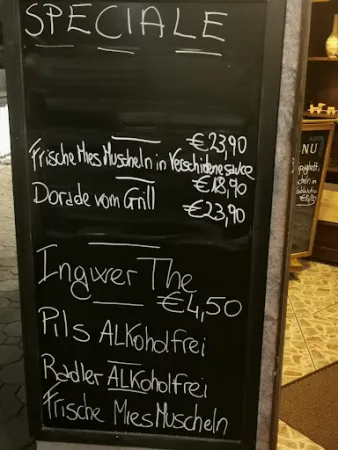 SPECIALE
€23,90
Frische Mies Muscheln in Verschidene sauce
€18,90
Dorade vom Grill
€23,90
Ingwer The
€4,50
Pils ALKoholfrei
Radler ALKoholfrei
Frische Mies Muscheln
NU